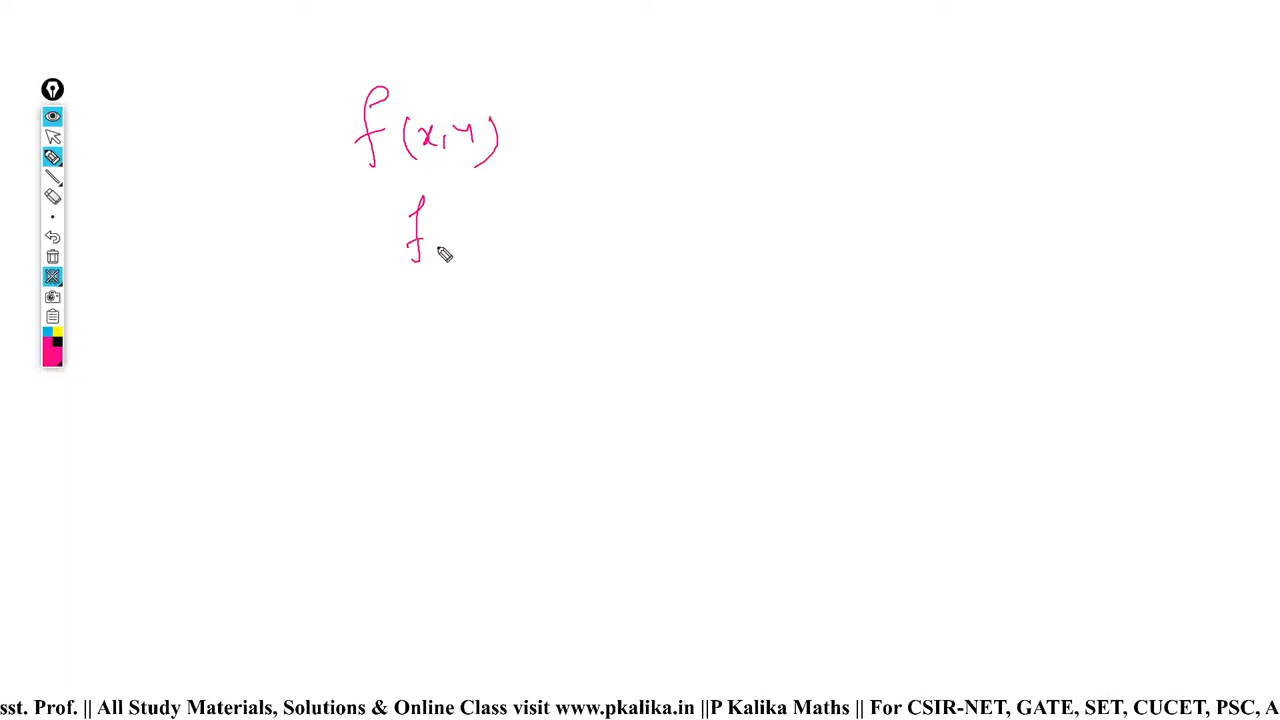 f(x,y)
f
sst. Prof. || All Study Materials, Solutions & Online Class visit www.pkalika.in ||P Kalika Maths || For CSIR-NET, GATE, SET, CUCET, PSC, A